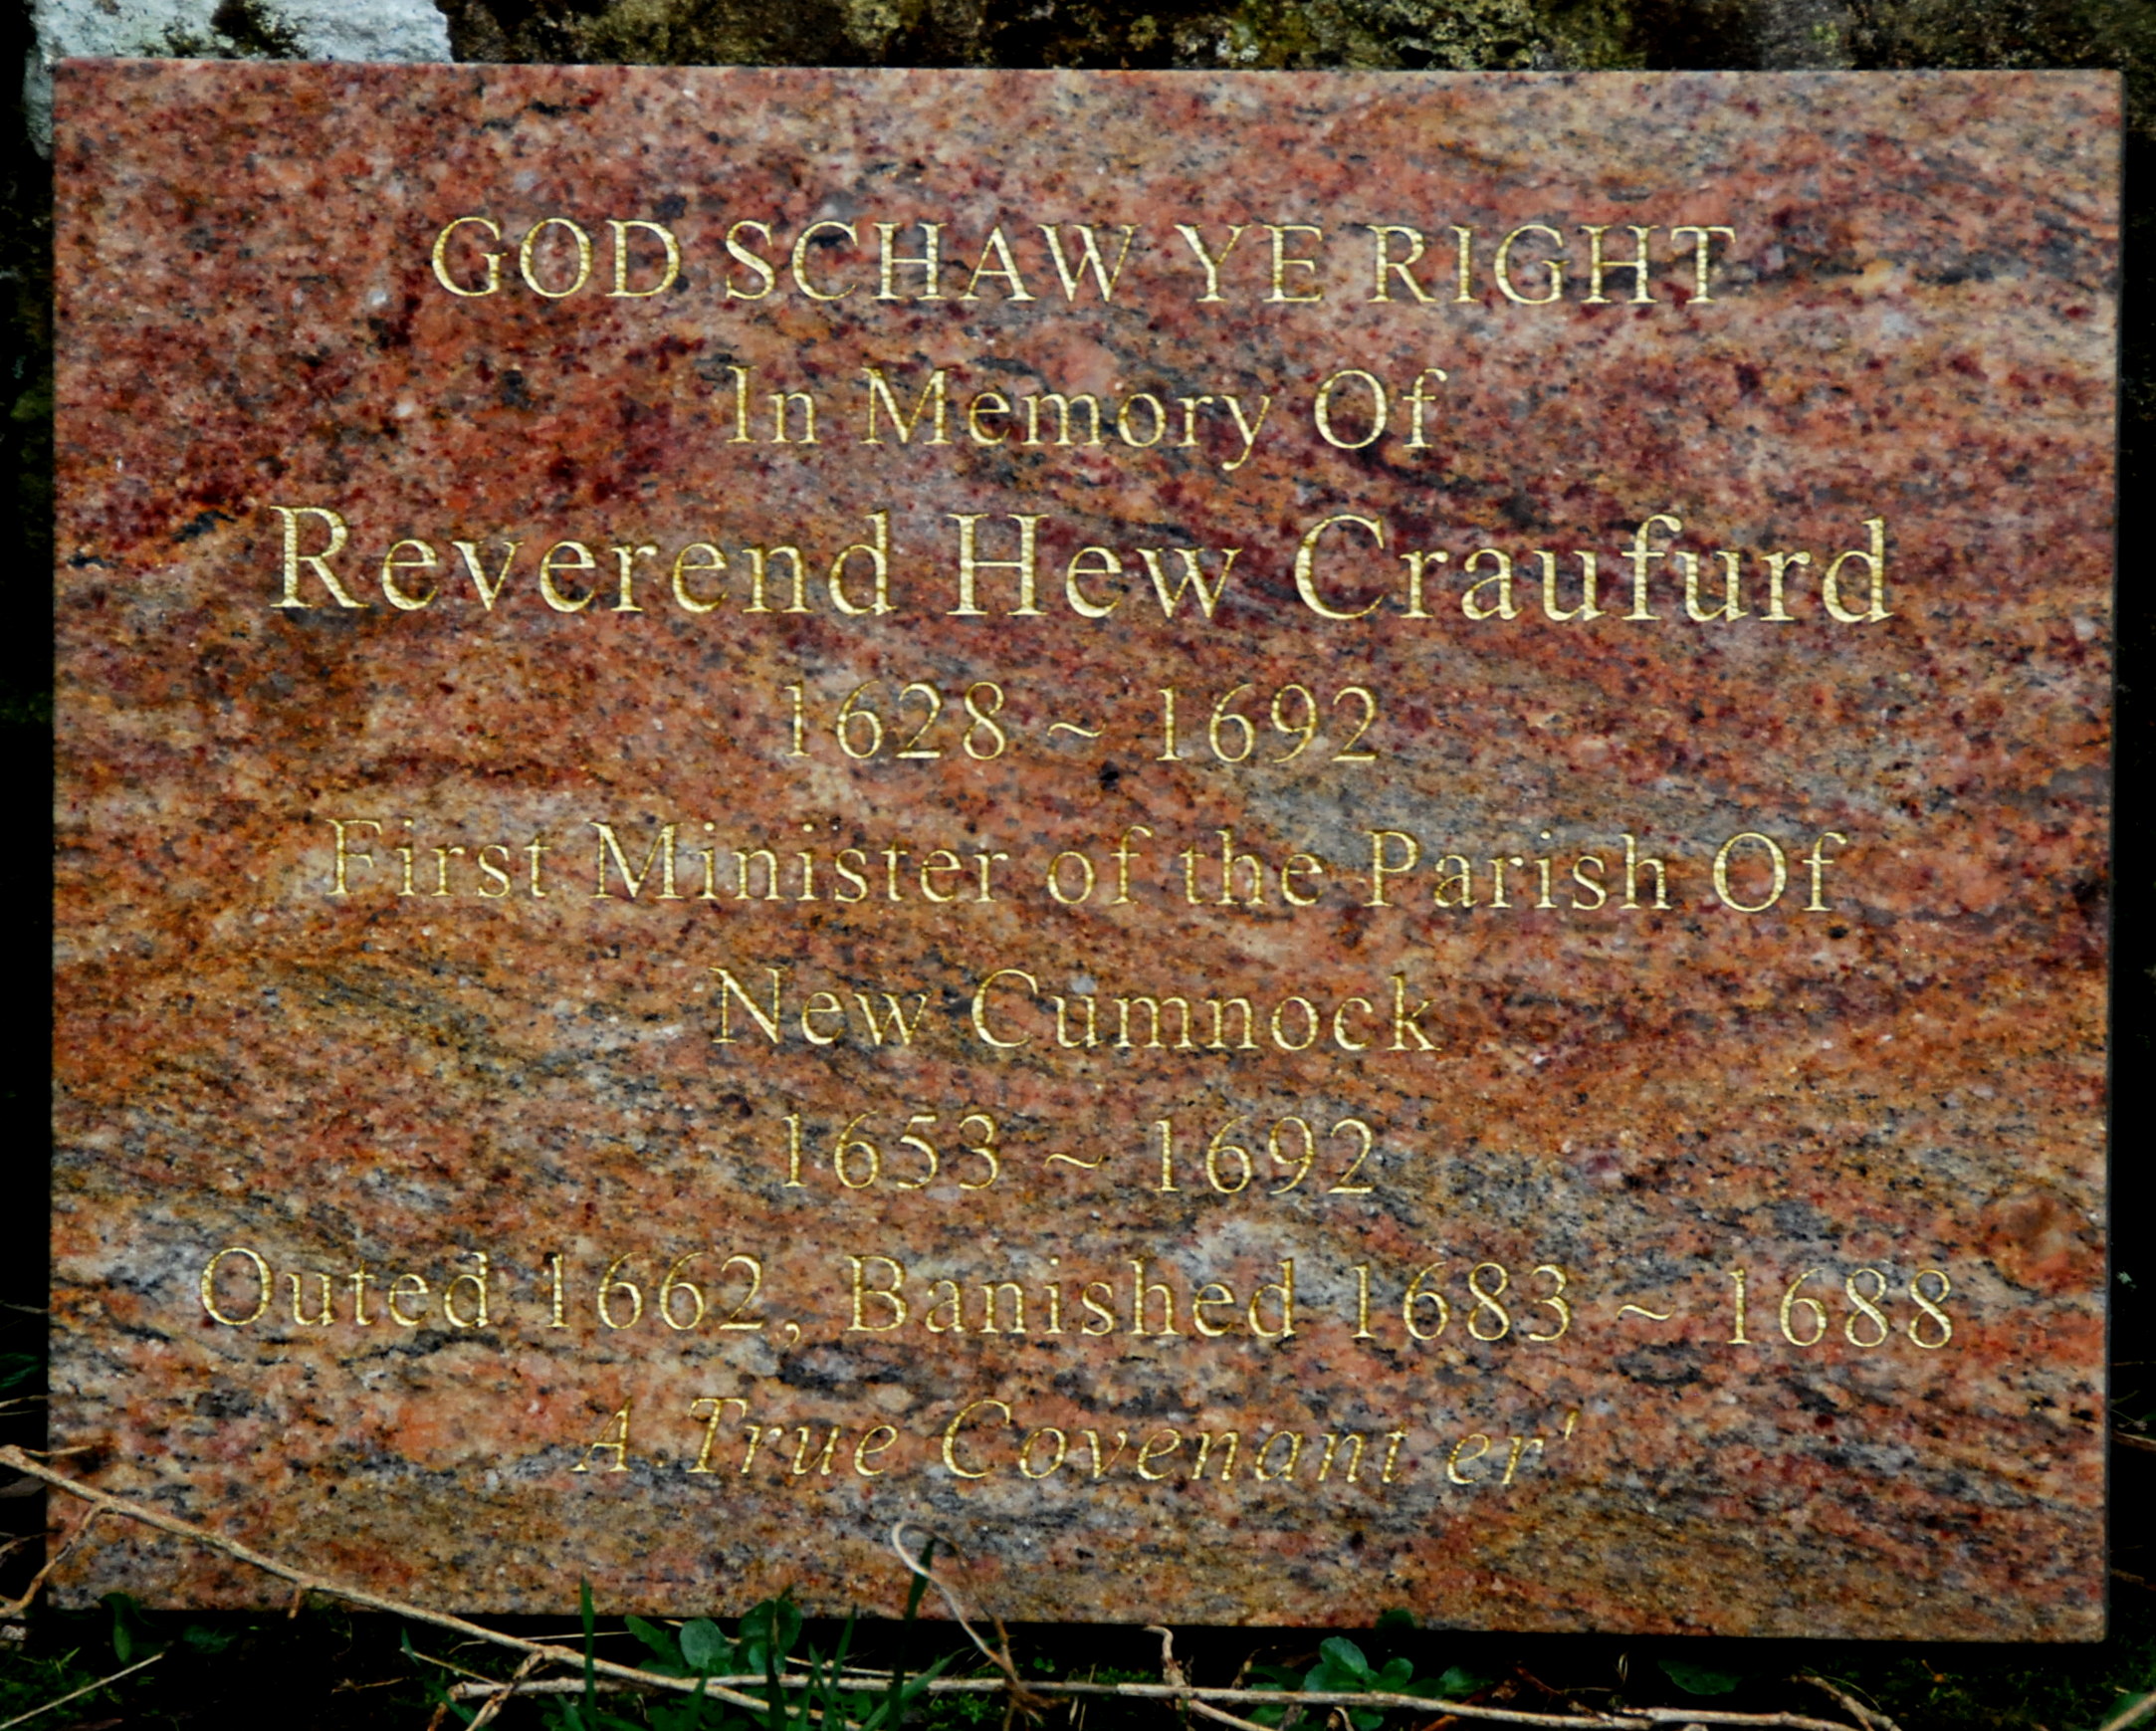 GOD SCHAW YE RIGHT
In Memory Of
Reverend Hew Craufurd
1628 ~ 1692
First Minister of the Parish Of
New Cumnock
1653 ~ 1692
Outed 1662, Banished 1683 ~ 1688
A True Covenant er'